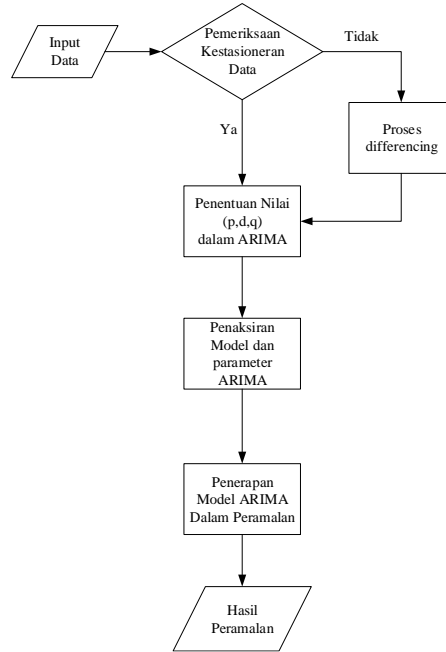 Input
Data
Pemeriksaan
Kestasioneran
Data
Tidak
Ya
Proses
differencing
Penentuan Nilai
(p,d,q)
dalam ARIMA
Penaksiran
Model dan
parameter
ARIMA
Penerapan
Model ARIMA
Dalam Peramalan
Hasil
Peramalan